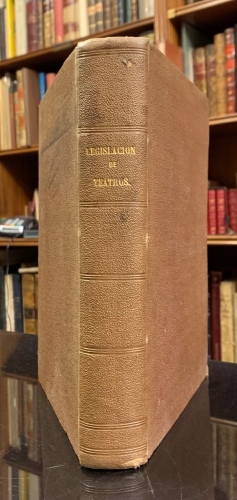 LEGISLACION
DE
TEATROS.